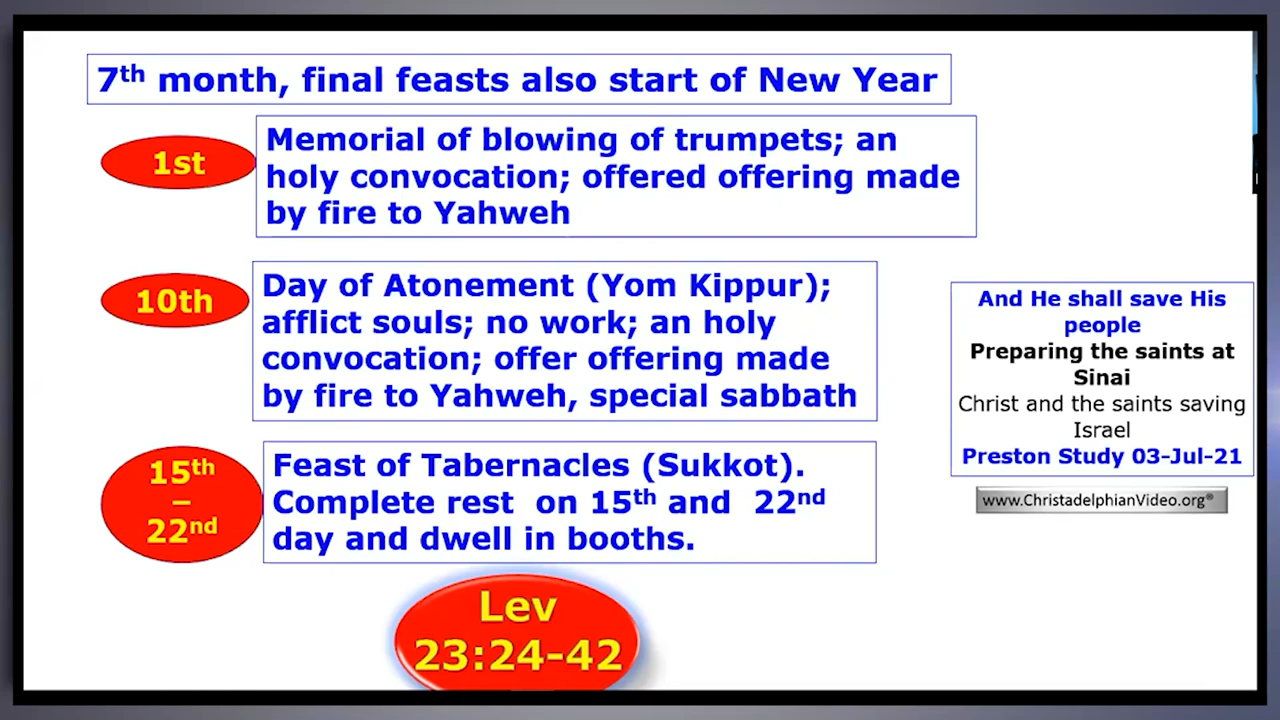 7th month, final feasts also start of New Year
1st
Memorial of blowing of trumpets; an
holy convocation; offered offering made
by fire to Yahweh
10th
Day of Atonement (Yom Kippur);
afflict souls; no work; an holy
convocation; offer offering made
by fire to Yahweh, special sabbath
15th
–
22nd
Feast of Tabernacles (Sukkot).
Complete rest on 15th and 22nd
day and dwell in booths.
Lev
23:24-42
And He shall save His
people
Preparing the saints at
Sinai
Christ and the saints saving
Israel
Preston Study 03-Jul-21
www.ChristadelphianVideo.org®